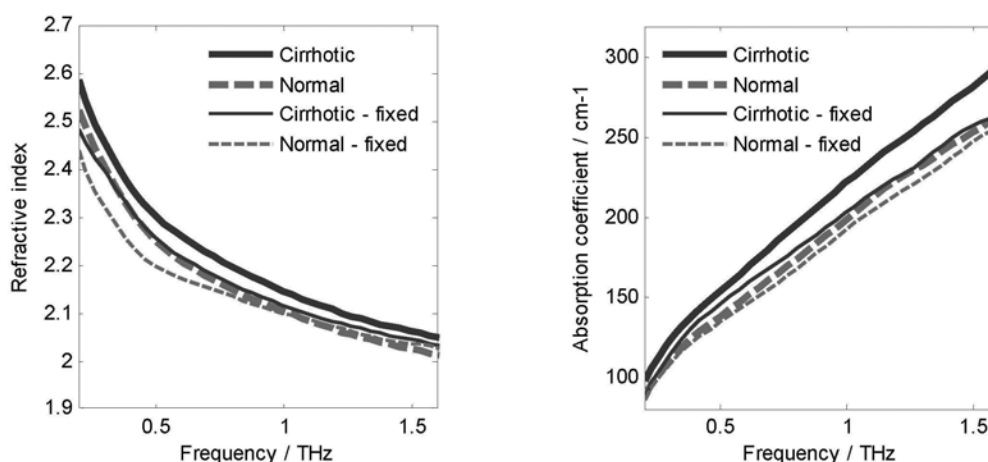 2.7
2.6
2.5
2.4
2.3
2.2
2.1
2
1.9
Refractive index
Cirrhotic
Normal
Cirrhotic - fixed
Normal - fixed
0.5
1
1.5
Frequency / THz
300
250
200
150
100
Absorption coefficient / cm-1
Cirrhotic
Normal
Cirrhotic - fixed
Normal - fixed
0.5
1
1.5
Frequency / THz